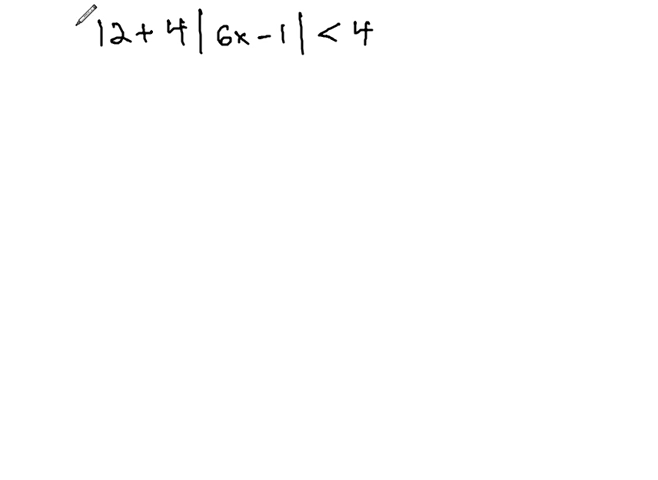 12 + 4 | 6x - 1 | < 4